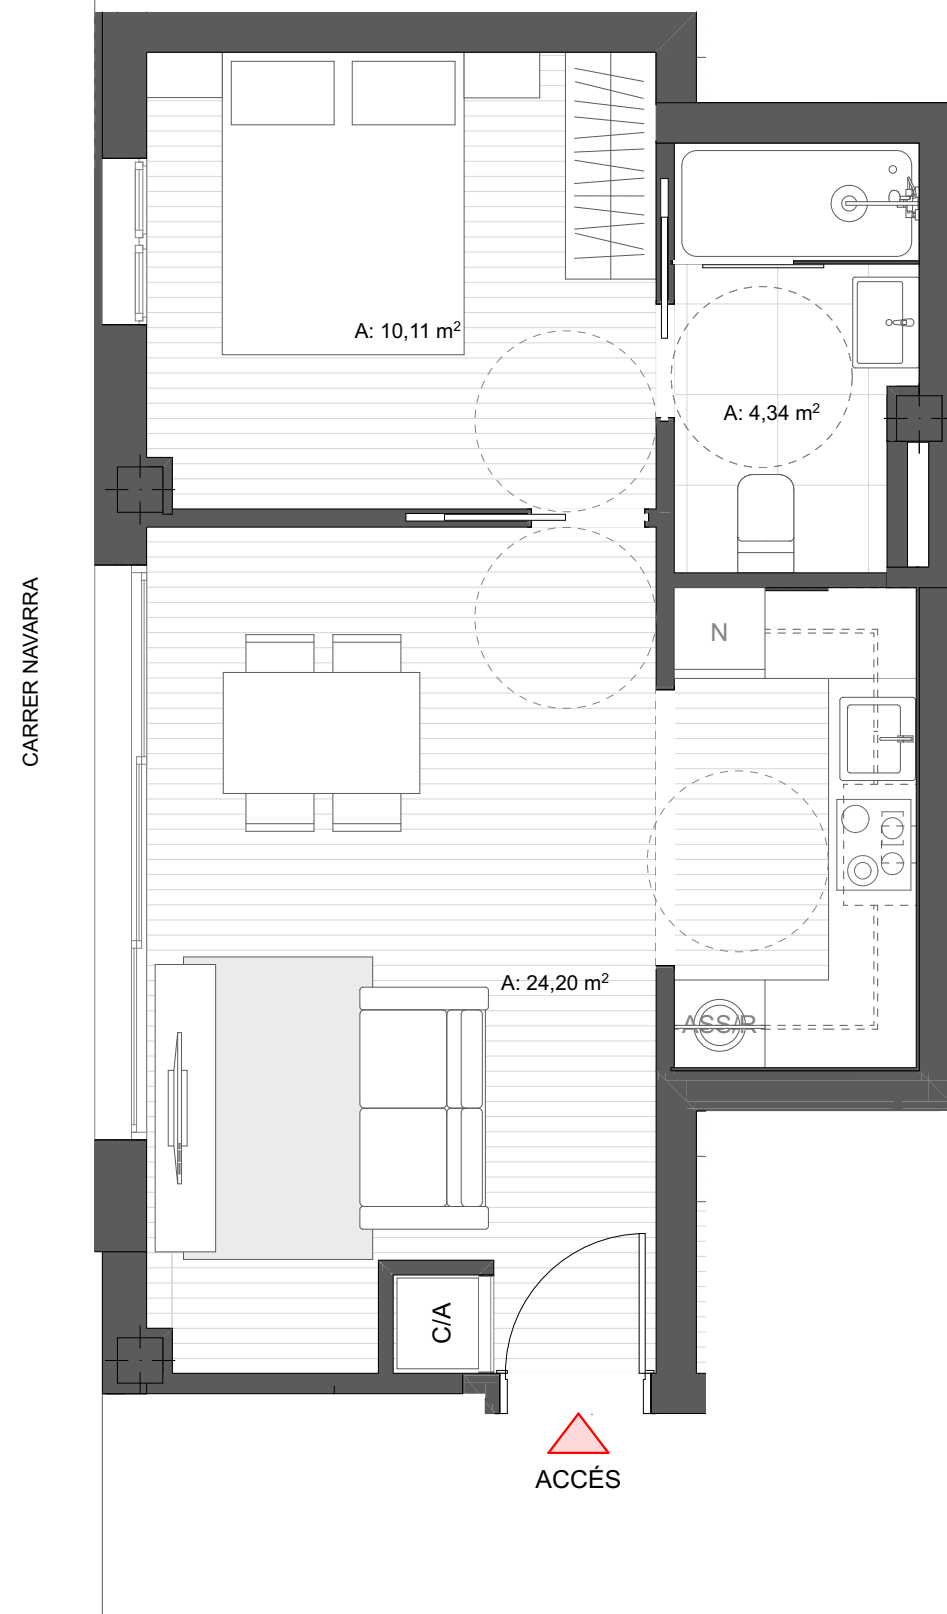 A: 10,11 m²
A: 4,34 m²
CARRER NAVARRA
N
A: 24,20 m²
ASS/R
C/A
ACCÉS